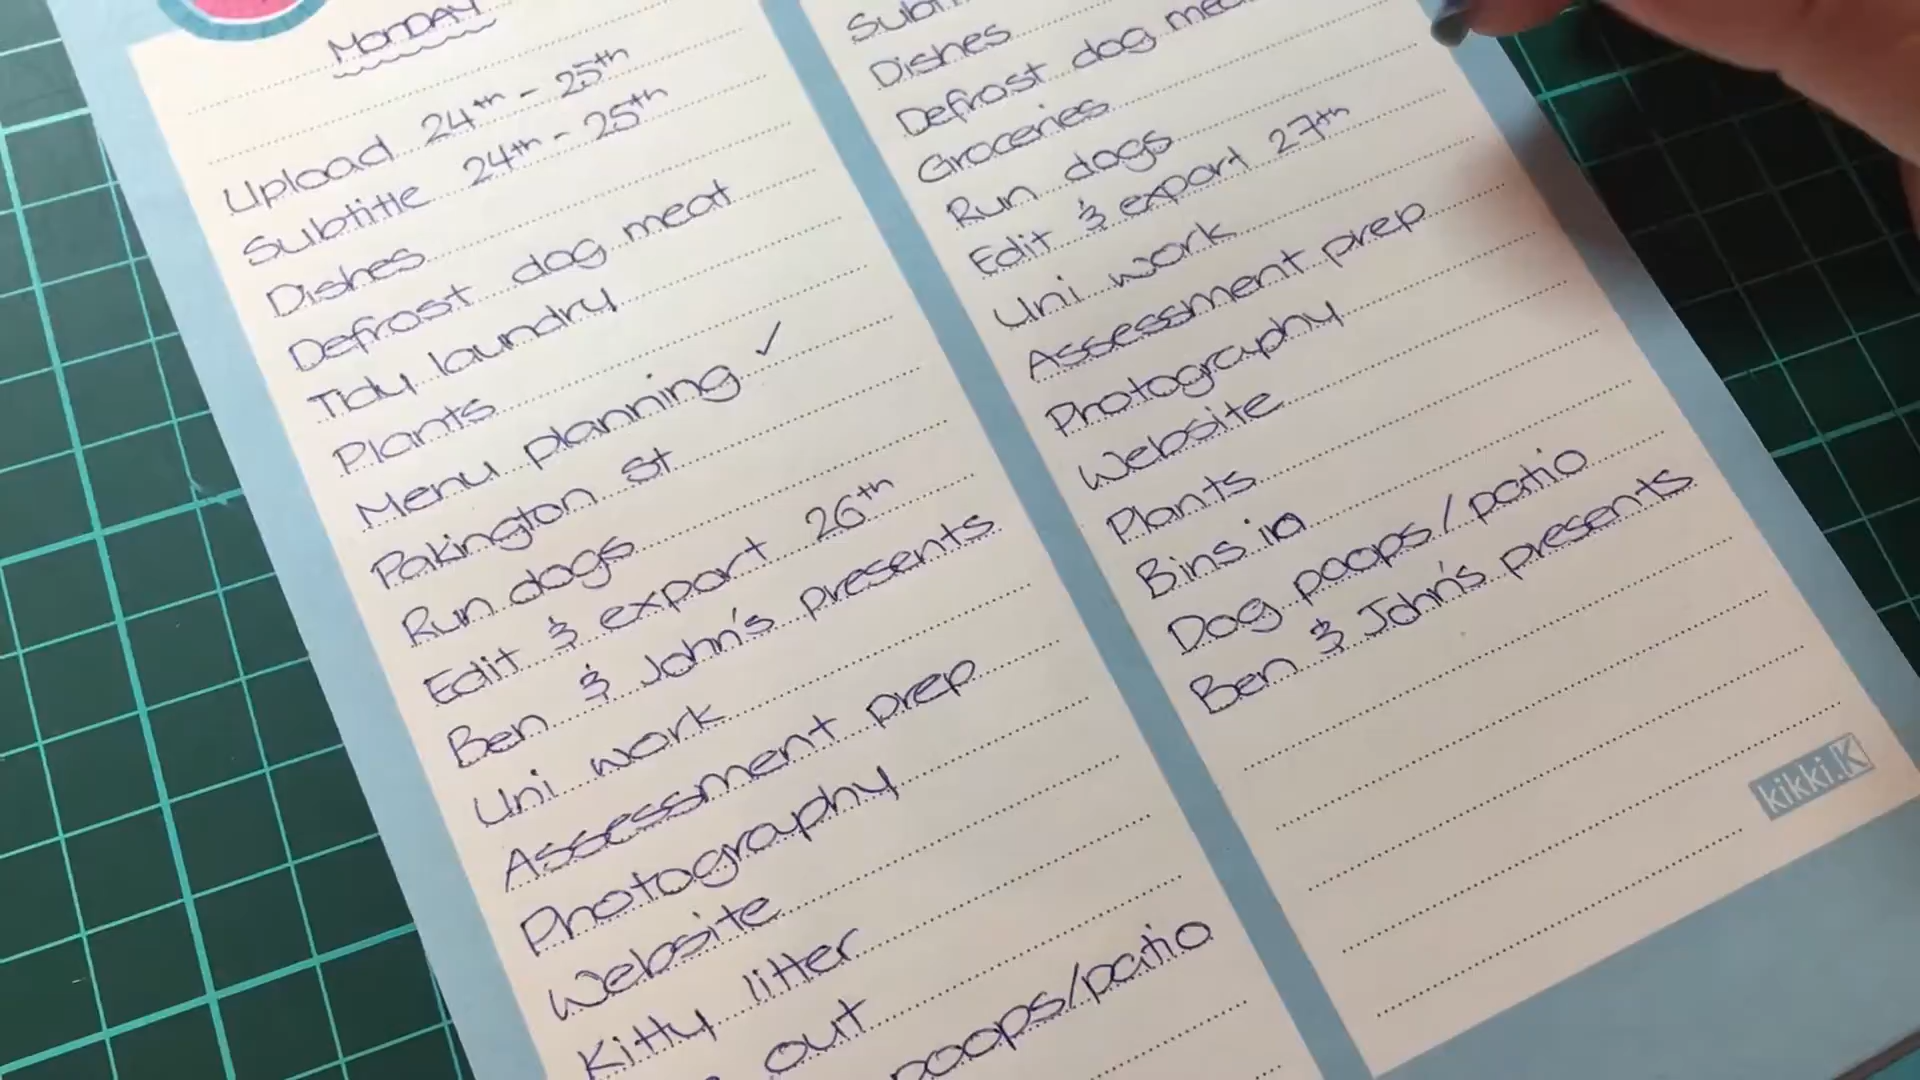 Monday
Upload 24th - 25th
Subtitle 24th - 25th
Dishes
Defrost dog meat
Tidy laundry
Plants
Menu planning ✓
Pakington st
Run dogs
Edit & export 26th
Ben & John's presents
Uni work
Assessment prep
Photography
Website
Kitty litter
out
poops/patio
Dishes
Defrost dog
Groceries
Run dogs
Edit & export 27th
Uni work
Assessment prep
Photography
Website
Plants
Bins in
Dog poops/patio
Ben & John's presents
kikki.K